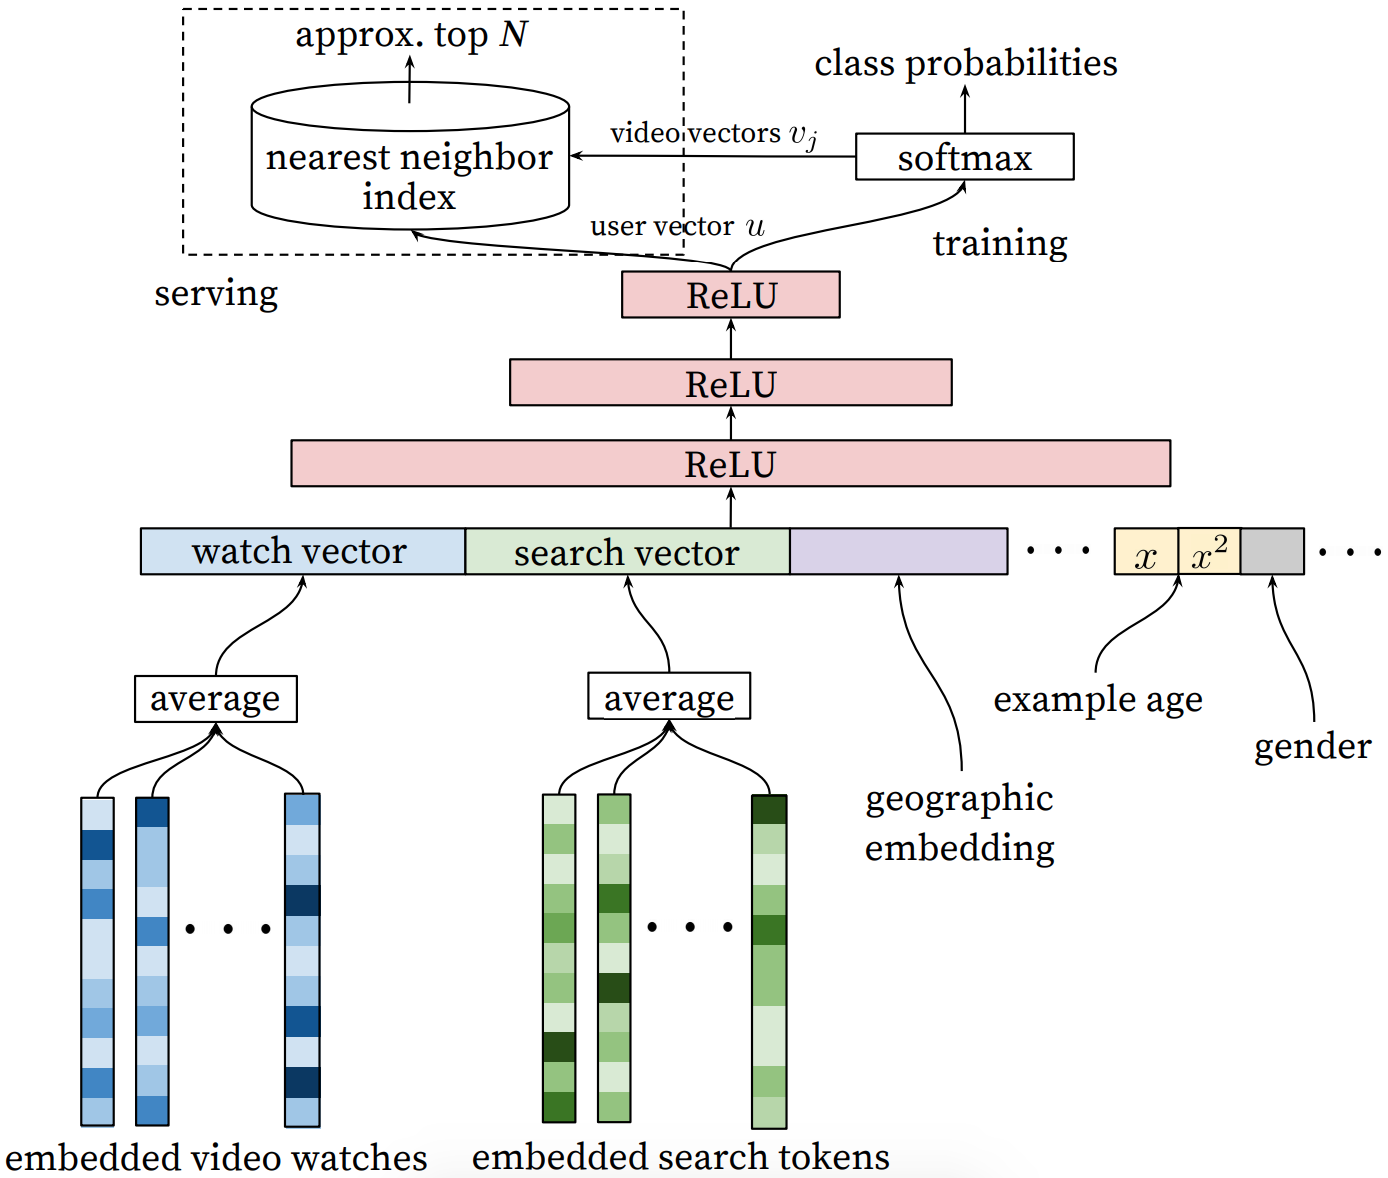 approx. top N
class probabilities
video vectors v_j
nearest neighbor
index
softmax
user vector u
training
serving
ReLU
ReLU
ReLU
watch vector
search vector
. . .
x
x²
. . .
average
average
example age
gender
geographic
embedding
. . .
. . .
embedded video watches
embedded search tokens